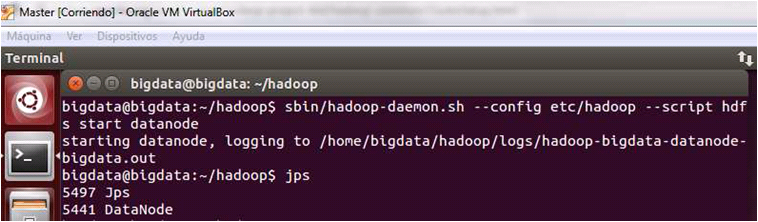 Master [Corriendo] - Oracle VM VirtualBox
Máquina Ver Dispositivos Ayuda
Terminal
bigdata@bigdata: ~/hadoop
bigdata@bigdata:~/hadoop$ sbin/hadoop-daemon.sh --config etc/hadoop --script hdf
s start datanode
starting datanode, logging to /home/bigdata/hadoop/logs/hadoop-bigdata-datanode-
bigdata.out
bigdata@bigdata:~/hadoop$ jps
5497 Jps
5441 DataNode